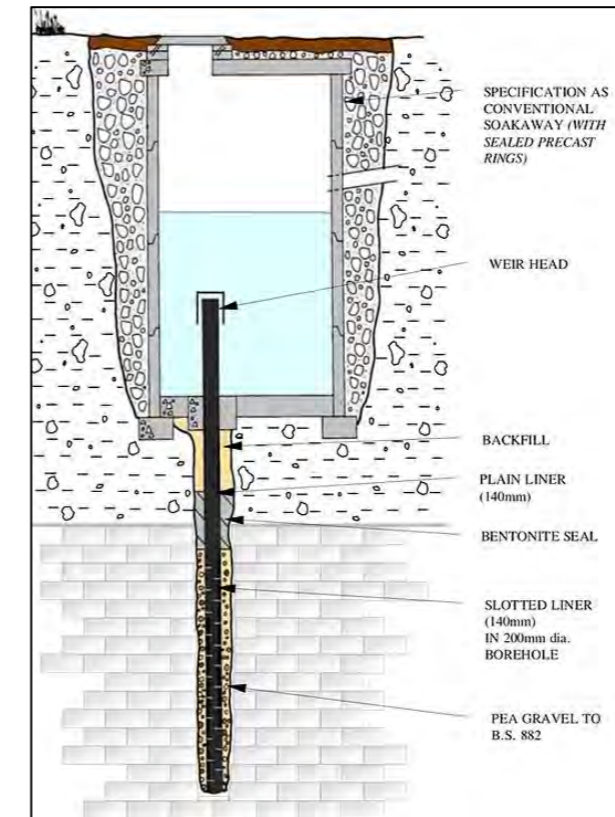 SPECIFICATION AS
CONVENTIONAL
SOAKAWAY (WITH
SEALED PRECAST
RINGS)
WEIR HEAD
BACKFILL
PLAIN LINER
(140mm)
BENTONITE SEAL
SLOTTED LINER
(140mm)
IN 200mm dia.
BOREHOLE
PEA GRAVEL TO
B.S. 882